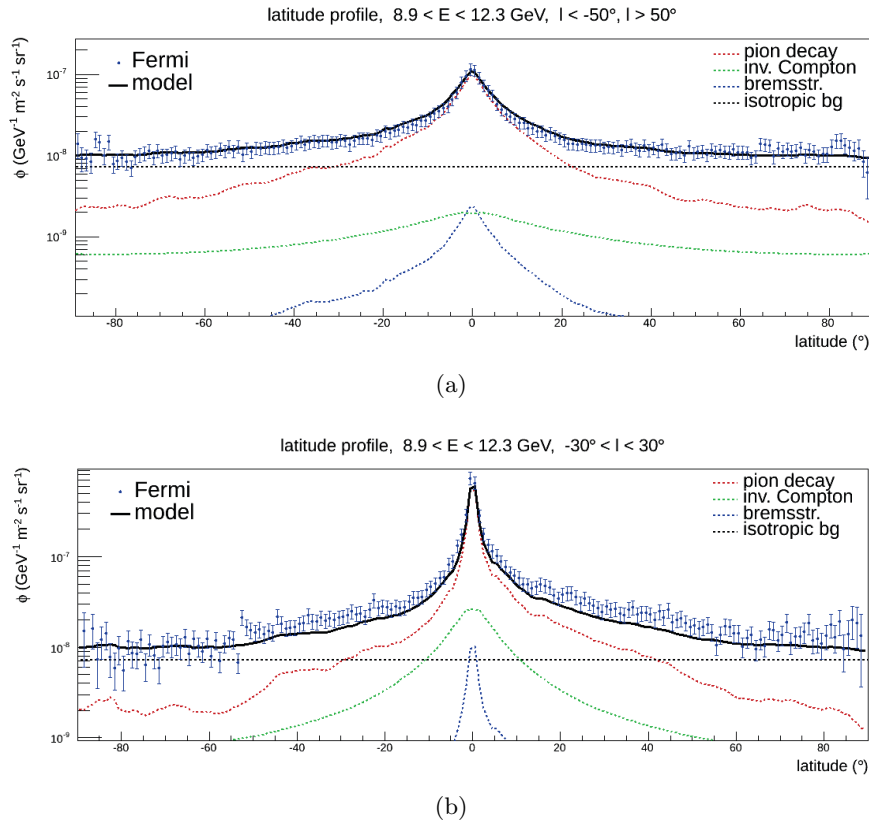 latitude profile, 8.9 < E < 12.3 GeV, l < -50°, l > 50°
ϕ (GeV⁻¹ m⁻² s⁻¹ sr⁻¹)
Fermi
model
pion decay
inv. Compton
bremsstr.
isotropic bg
10⁻⁷
10⁻⁸
10⁻⁹
-80 -60 -40 -20 0 20 40 60 80
latitude (°)
(a)
latitude profile, 8.9 < E < 12.3 GeV, -30° < l < 30°
ϕ (GeV⁻¹ m⁻² s⁻¹ sr⁻¹)
Fermi
model
pion decay
inv. Compton
bremsstr.
isotropic bg
10⁻⁷
10⁻⁸
10⁻⁹
-80 -60 -40 -20 0 20 40 60 80
latitude (°)
(b)